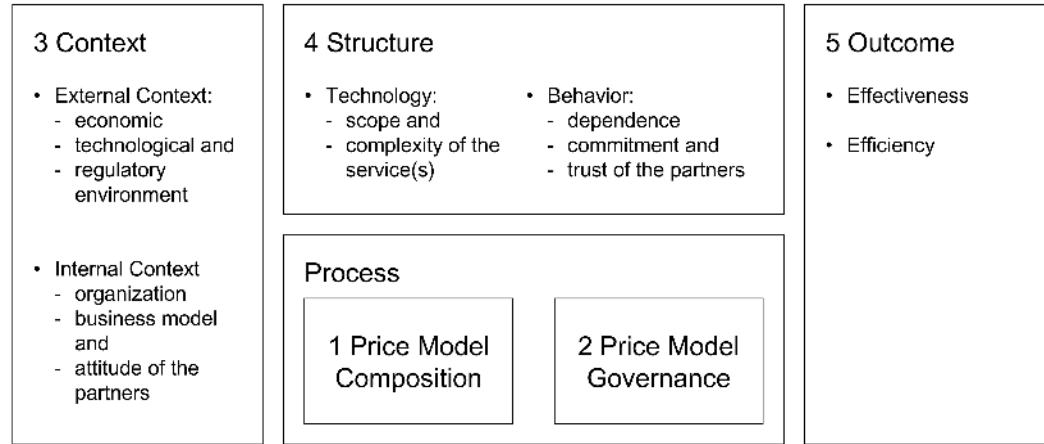 3 Context
• External Context:
- economic
- technological and
- regulatory
environment
• Internal Context
- organization
- business model
and
- attitude of the
partners
4 Structure
• Technology:
- scope and
- complexity of the
service(s)
• Behavior:
- dependence
- commitment and
- trust of the partners
Process
1 Price Model
Composition
2 Price Model
Governance
5 Outcome
• Effectiveness
• Efficiency